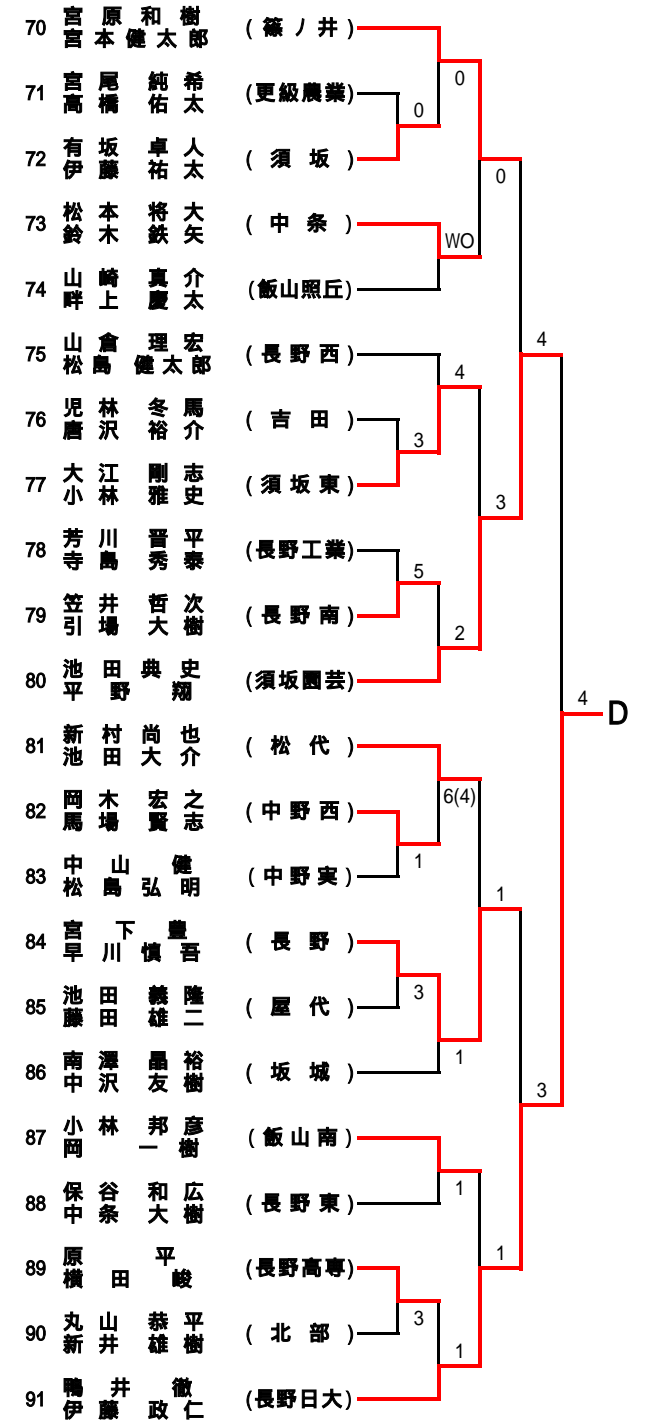 70 宮原和樹 (篠ノ井)
宮本健太郎
0
71 宮尾純希 (更級農業)
高橋佑太
0
72 有坂卓人 (須坂)
伊藤祐太
0
73 松本将大 (中条)
鈴木鉄矢
WO
74 山崎真介 (飯山照丘)
畔上慶太
75 山倉理宏 (長野西)
松島健太郎
4
4
76 児林冬馬 (吉田)
唐沢裕介
3
77 大江剛志 (須坂東)
小林雅史
3
78 芳川晋平 (長野工業)
寺島秀泰
5
79 笠井哲次 (長野南)
引場大樹
2
80 池田典史 (須坂園芸)
平野翔
4 D
81 新村尚也 (松代)
池田大介
6(4)
82 岡木宏之 (中野西)
馬場賢志
1
83 中山健 (中野実)
松島弘明
1
84 宮下豊 (長野)
早川慎吾
3
85 池田義隆 (屋代)
藤田雄二
1
86 南澤晶裕 (坂城)
中沢友樹
3
87 小林邦彦 (飯山南)
岡一樹
1
88 保谷和広 (長野東)
中条大樹
1
89 原平 (長野高専)
横田峻
3
90 丸山恭平 (北部)
新井雄樹
1
91 鴨井徹 (長野日大)
伊藤政仁